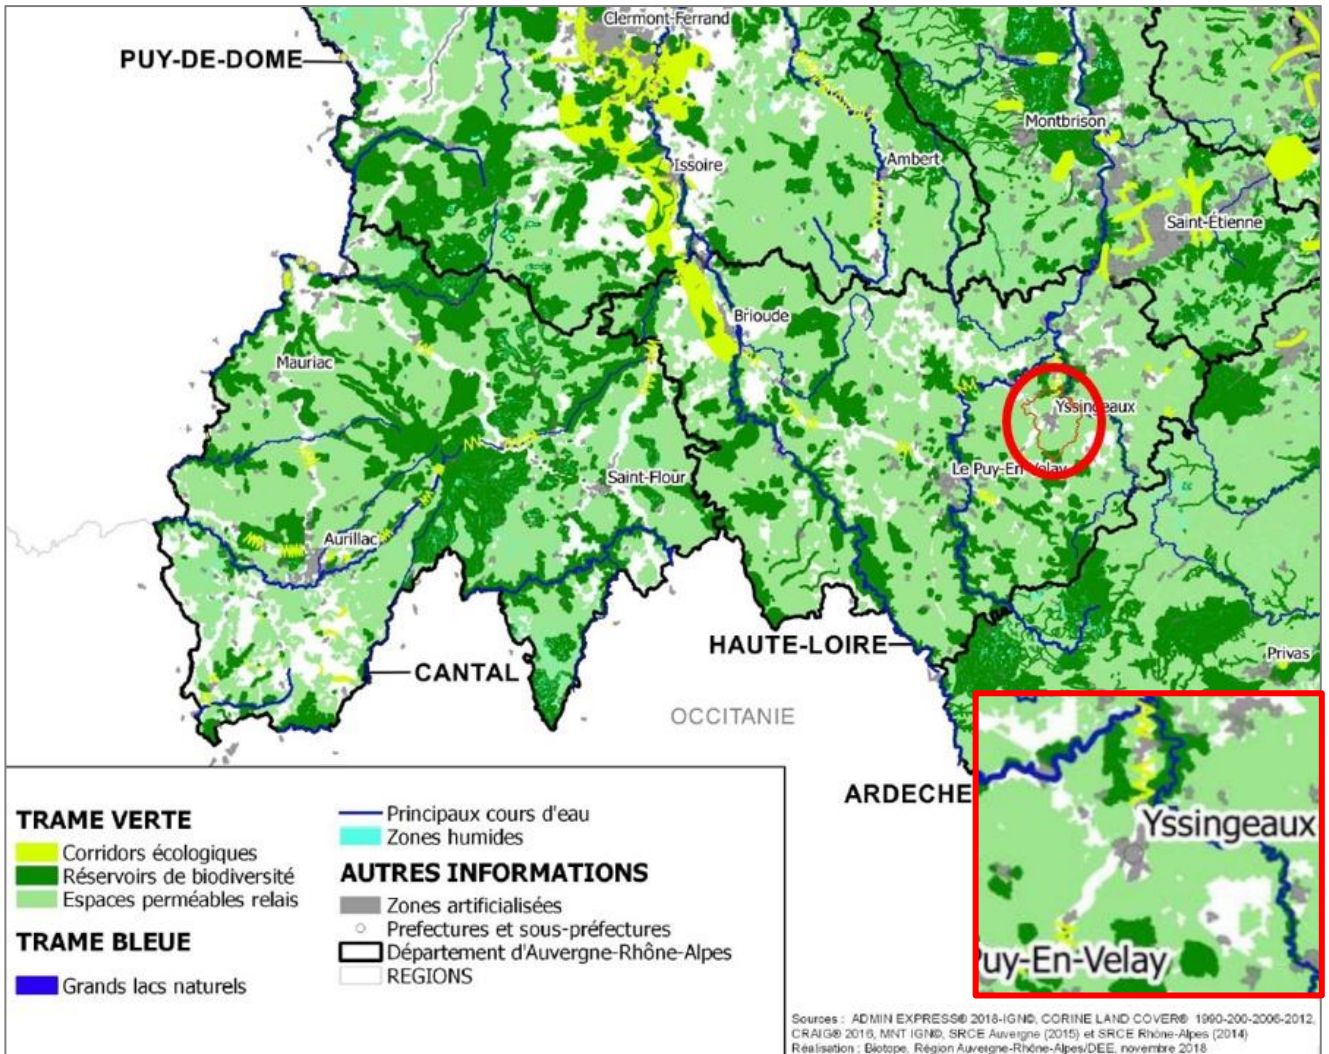 Clermont-Ferrand
PUY-DE-DOME
Montbrison
Issoire
Ambert
Saint-Étienne
Brioude
Mauriac
Yssingeaux
Le Puy-En-Velay
Saint-Flour
Aurillac
HAUTE-LOIRE
Privas
CANTAL
OCCITANIE
ARDECHE
Yssingeaux
Puy-En-Velay
TRAME VERTE
Corridors écologiques
Réservoirs de biodiversité
Espaces perméables relais
TRAME BLEUE
Grands lacs naturels
Principaux cours d'eau
Zones humides
AUTRES INFORMATIONS
Zones artificialisées
Prefectures et sous-préfectures
Département d'Auvergne-Rhône-Alpes
REGIONS
Sources : ADMIN EXPRESS® 2018-IGN©, CORINE LAND COVER® 1990-200-2006-2012,
CRAIG® 2016, MNT IGN©, SRCE Auvergne (2015) et SRCE Rhône-Alpes (2014)
Réalisation : Biotope, Région Auvergne-Rhône-Alpes/DEE, novembre 2018